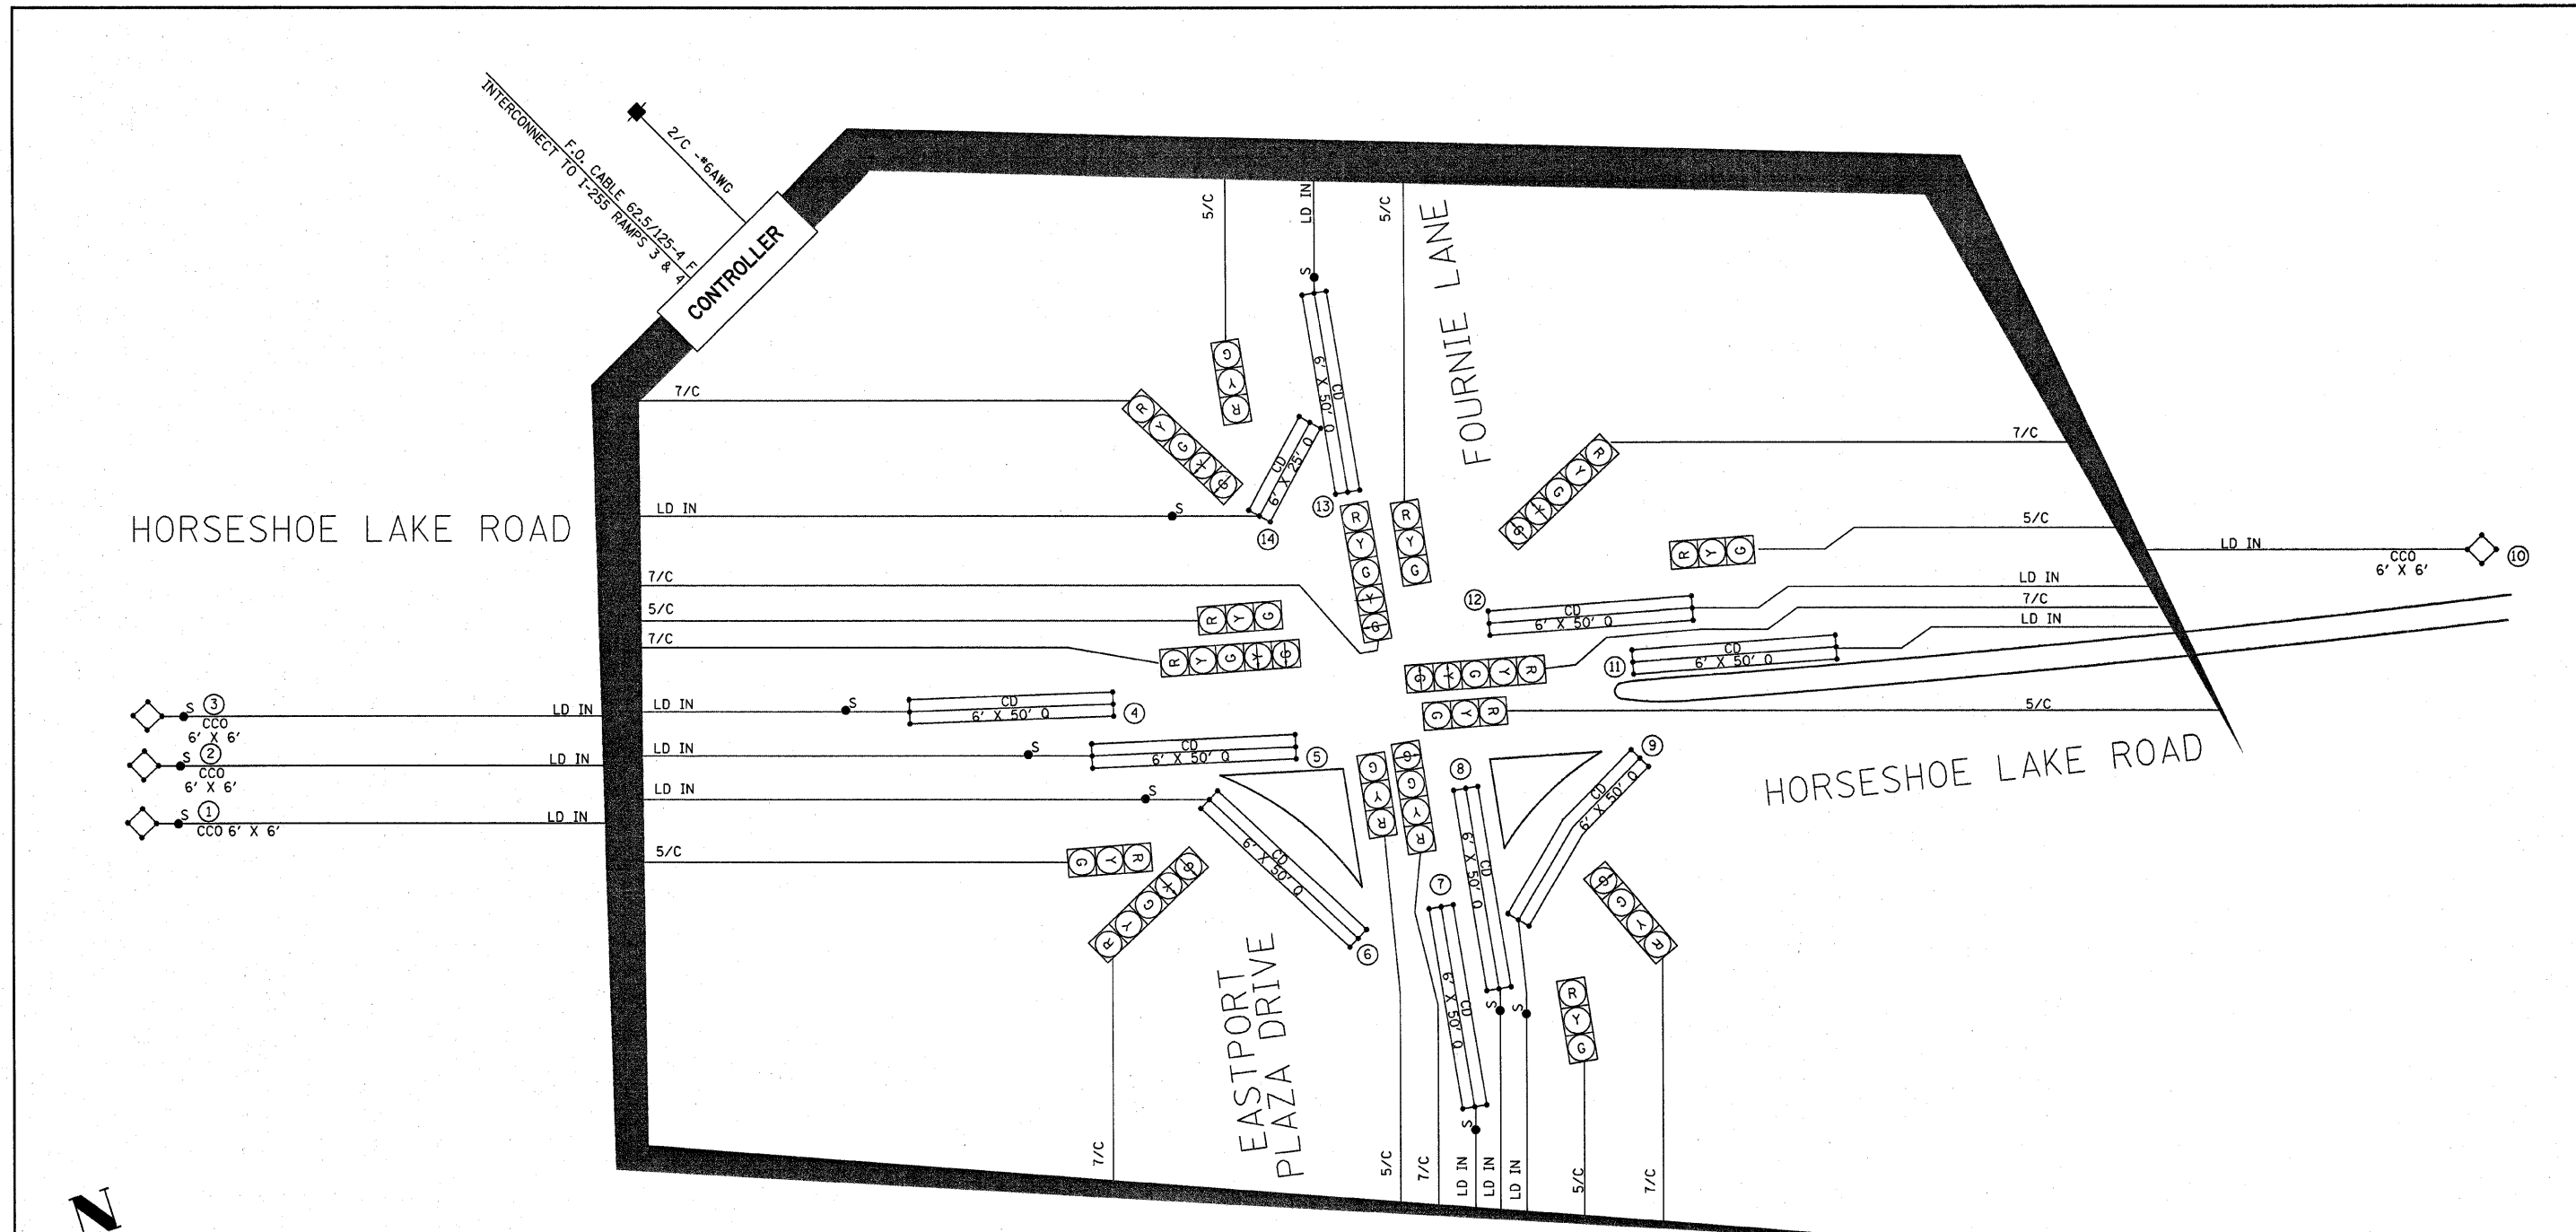 INTERCONNECT TO I-255 RAMPS 3 & 4
F.O. CABLE 62.5/125-4 F
2/C -#6AWG
CONTROLLER
5/C
LD IN
5/C
FOURNIE LANE
S
G Y R
CD
6' X 50' Q
13
7/C
R Y G Y G
CD
6' X 25' Q
14
LD IN
S
HORSESHOE LAKE ROAD
R Y G Y G
R Y G
7/C
G Y G Y R
5/C
R Y G
LD IN
CCO
6' X 6'
10
7/C
5/C
R Y G
7/C
R Y G Y G
12
CD
6' X 50' Q
LD IN
7/C
LD IN
11
CD
6' X 50' Q
G Y G Y R
G Y R
5/C
S
3
CCO
6' X 6'
LD IN
LD IN
S
CD
6' X 50' Q
4
S
2
CCO
6' X 6'
LD IN
LD IN
S
CD
6' X 50' Q
5
S
1
CCO 6' X 6'
LD IN
LD IN
S
CD
6' X 50' Q
6
HORSESHOE LAKE ROAD
5/C
G Y R
R Y G Y G
7/C
G Y R
G G Y R
8
CD
6' X 50' Q
S
9
CD
6' X 50' Q
S
7
CD
6' X 50' Q
S
G G Y R
R Y G
EASTPORT
PLAZA DRIVE
5/C
7/C
LD IN
LD IN
LD IN
5/C
7/C
N